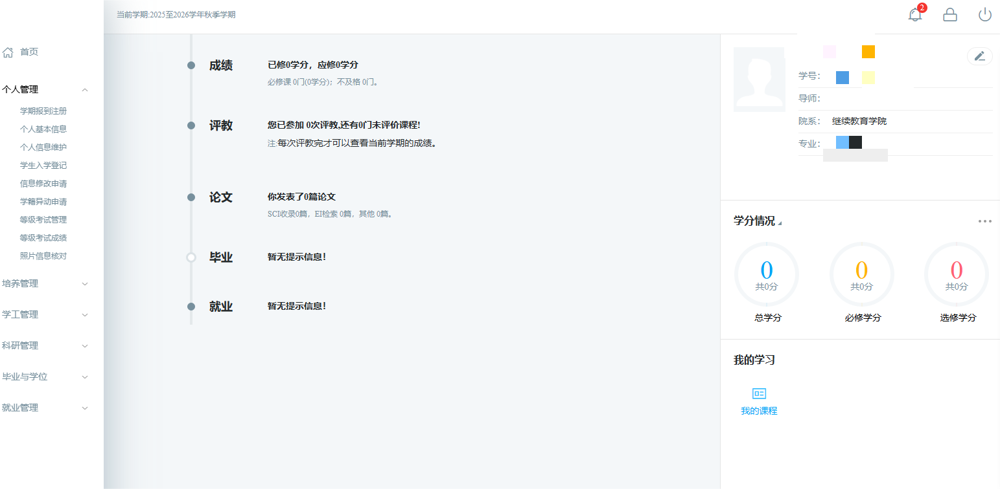 当前学期:2025至2026学年秋季学期
2
首页
个人管理
学期报到注册
个人基本信息
个人信息维护
学生入学登记
信息修改申请
学籍异动申请
等级考试管理
等级考试成绩
照片信息核对
培养管理
学工管理
科研管理
毕业与学位
就业管理
成绩
已修0学分，应修0学分
必修课 0门(0学分)；不及格 0门。
评教
您已参加 0次评教,还有0门未评价课程!
注:每次评教完才可以查看当前学期的成绩。
论文
你发表了0篇论文
SCI收录0篇，EI检索 0篇，其他 0篇。
毕业
暂无提示信息！
就业
暂无提示信息！
学号：
导师：
院系： 继续教育学院
专业：
学分情况
0
共0分
总学分
0
共0分
必修学分
0
共0分
选修学分
我的学习
我的课程